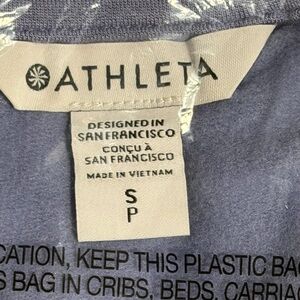 ATHLETA
DESIGNED IN
SAN FRANCISCO
CONÇU À
SAN FRANCISCO
MADE IN VIETNAM
S
P
CATION, KEEP THIS PLASTIC BA
S BAG IN CRIBS, BEDS, CARRIA